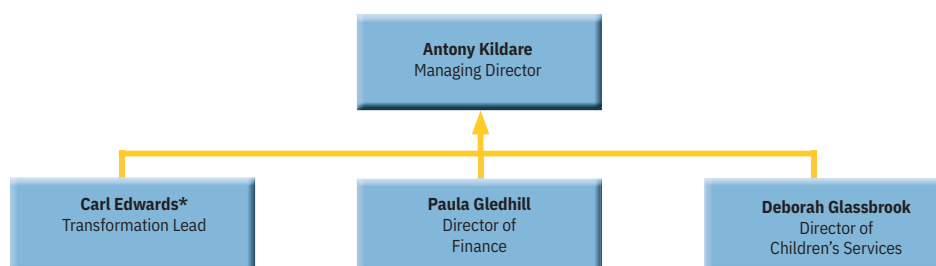 Antony Kildare
Managing Director
Carl Edwards*
Transformation Lead
Paula Gledhill
Director of
Finance
Deborah Glassbrook
Director of
Children’s Services